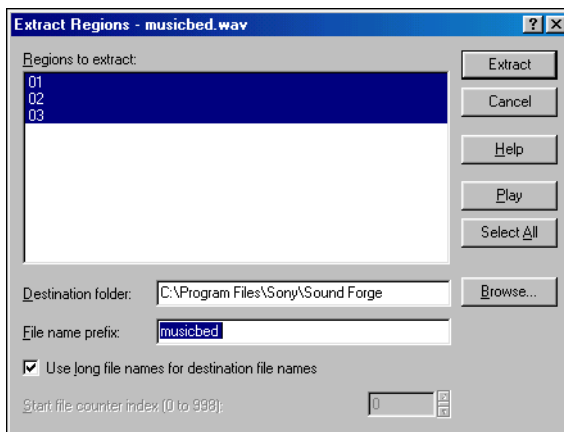 Extract Regions - musicbed.wav
Regions to extract:
01
02
03
Extract
Cancel
Help
Play
Select All
Destination folder: C:\Program Files\Sony\Sound Forge Browse...
File name prefix: musicbed
Use long file names for destination file names
Start file counter index (0 to 998): 0